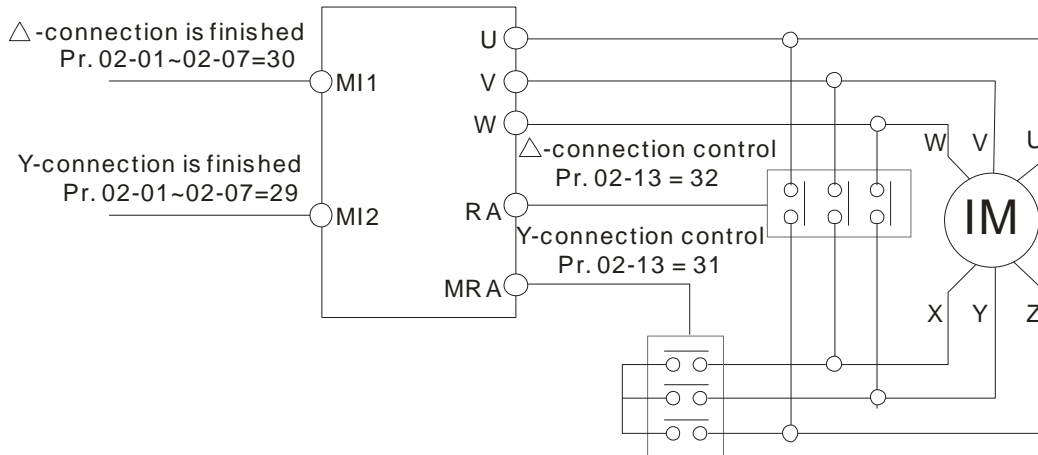 △-connection is finished
Pr. 02-01~02-07=30
MI1
Y-connection is finished
Pr. 02-01~02-07=29
MI2
U
V
W
△-connection control
Pr. 02-13 = 32
RA
Y-connection control
Pr. 02-13 = 31
MRA
W V U
IM
X Y Z